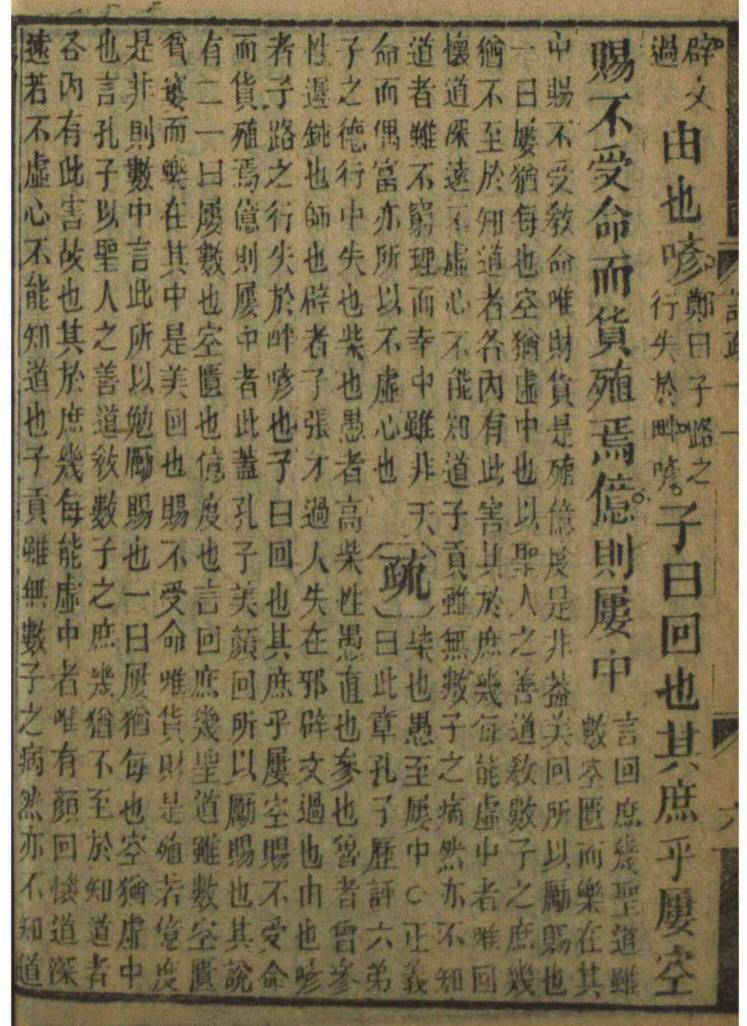 辟文
過
由也喭
鄭曰子路之
行失於畔喭
子曰回也其庶乎屢空
賜不受命而貨殖焉億則屢中
言回庶幾聖道雖
數空匱而樂在其
中賜不受敎命唯財貨是殖億度是非葢美回所以勵賜也
一曰屢猶每也空猶虛中也以聖人之善道敎數子之庶幾
猶不至於知道者各內有此害其於庶幾每能虛中者唯回
懷道深遠不虛心不能知道子貢雖無數子之病然亦不知
道者雖不窮理而幸中雖非天
命而偶富亦所以不虛心也
疏
柴也愚至屢中○正義
曰此章孔子歷評六弟
子之德行中失也柴也愚者高柴性愚直也參也魯者曾參
性遲鈍也師也辟者子張才過人失在邪辟文過也由也喭
者子路之行失於畔喭也子曰回也其庶乎屢空賜不受命
而貨殖焉億則屢中者此蓋孔子美顏回所以勵賜也其說
有二一曰屢數也空匱也億度也言回庶幾聖道雖數空匱
貧窶而樂在其中是美回也賜不受命唯貨財是殖若億度
是非則數中言此所以勉勵賜也一曰屢猶每也空猶虛中
也言孔子以聖人之善道敎數子之庶幾猶不至於知道者
各內有此害故也其於庶幾每能虛中者唯有顏回懷道深
遠若不虛心不能知道也子貢雖無數子之病然亦不知道